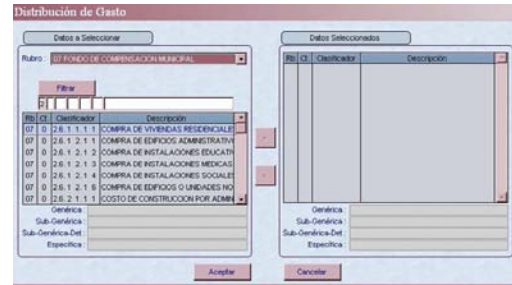 Distribución de Gasto
Datos a Seleccionar
Rubro : 07 FONDO DE COMPENSACION MUNICIPAL
Filtrar
2
Rb Ct Clasificador Descripción
07 0 2.6. 1 1. 1 1 COMPRA DE VIVIENDAS RESIDENCIALE
07 0 2.6. 1 2. 1 1 COMPRA DE EDIFICIOS ADMINISTRATIV
07 0 2.6. 1 2. 1 2 COMPRA DE INSTALACIONES EDUCATIV
07 0 2.6. 1 2. 1 3 COMPRA DE INSTALACIONES MEDICAS
07 0 2.6. 1 2. 1 4 COMPRA DE INSTALACIONES SOCIALE
07 0 2.6. 1 2. 1 6 COMPRA DE EDIFICIOS O UNIDADES NO
07 0 2.6. 2 1. 1 1 COSTO DE CONSTRUCCION POR ADMIN
Genérica :
Sub-Genérica :
Sub-Genérica-Det :
Específica :
Aceptar
Datos Seleccionados
Rb Ct Clasificador Descripción
Genérica :
Sub-Genérica :
Sub-Genérica-Det :
Específica :
Cancelar